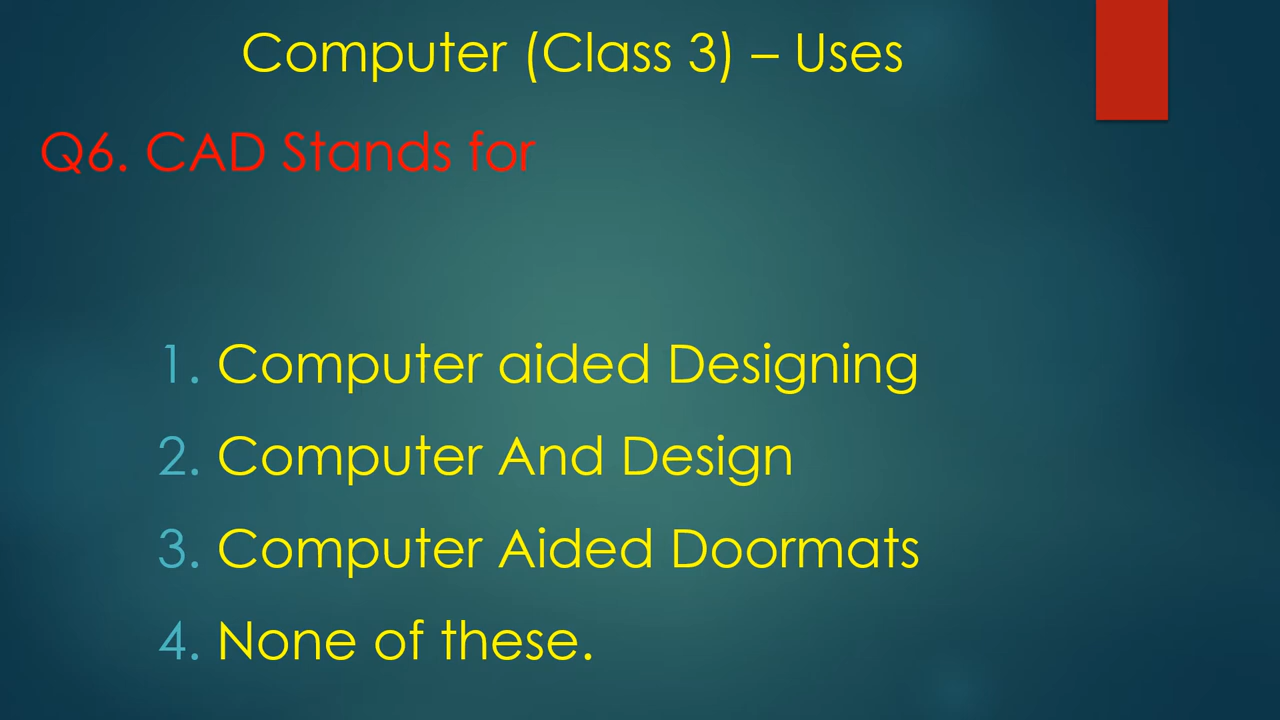 Computer (Class 3) – Uses
Q6. CAD Stands for
1. Computer aided Designing
2. Computer And Design
3. Computer Aided Doormats
4. None of these.